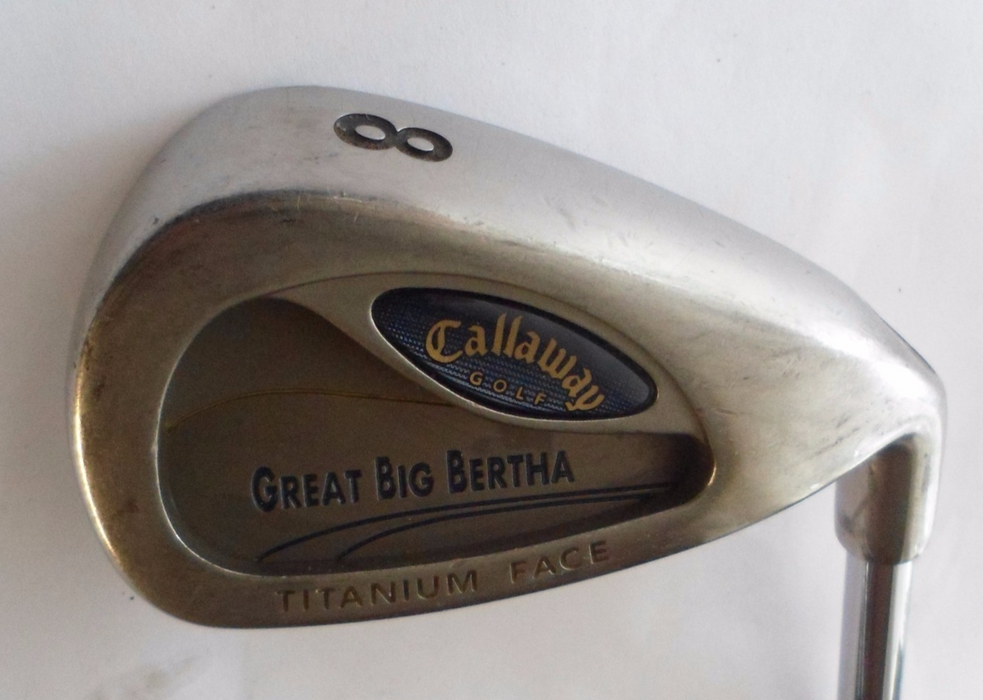 8
Callaway
GOLF
GREAT BIG BERTHA
TITANIUM FACE